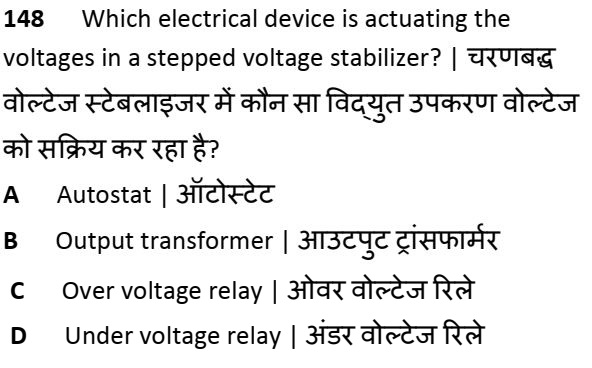 148 Which electrical device is actuating the
voltages in a stepped voltage stabilizer? | चरणबद्ध
वोल्टेज स्टेबलाइजर में कौन सा विद्युत उपकरण वोल्टेज
को सक्रिय कर रहा है?
A Autostat | ऑटोस्टेट
B Output transformer | आउटपुट ट्रांसफार्मर
C Over voltage relay | ओवर वोल्टेज रिले
D Under voltage relay | अंडर वोल्टेज रिले